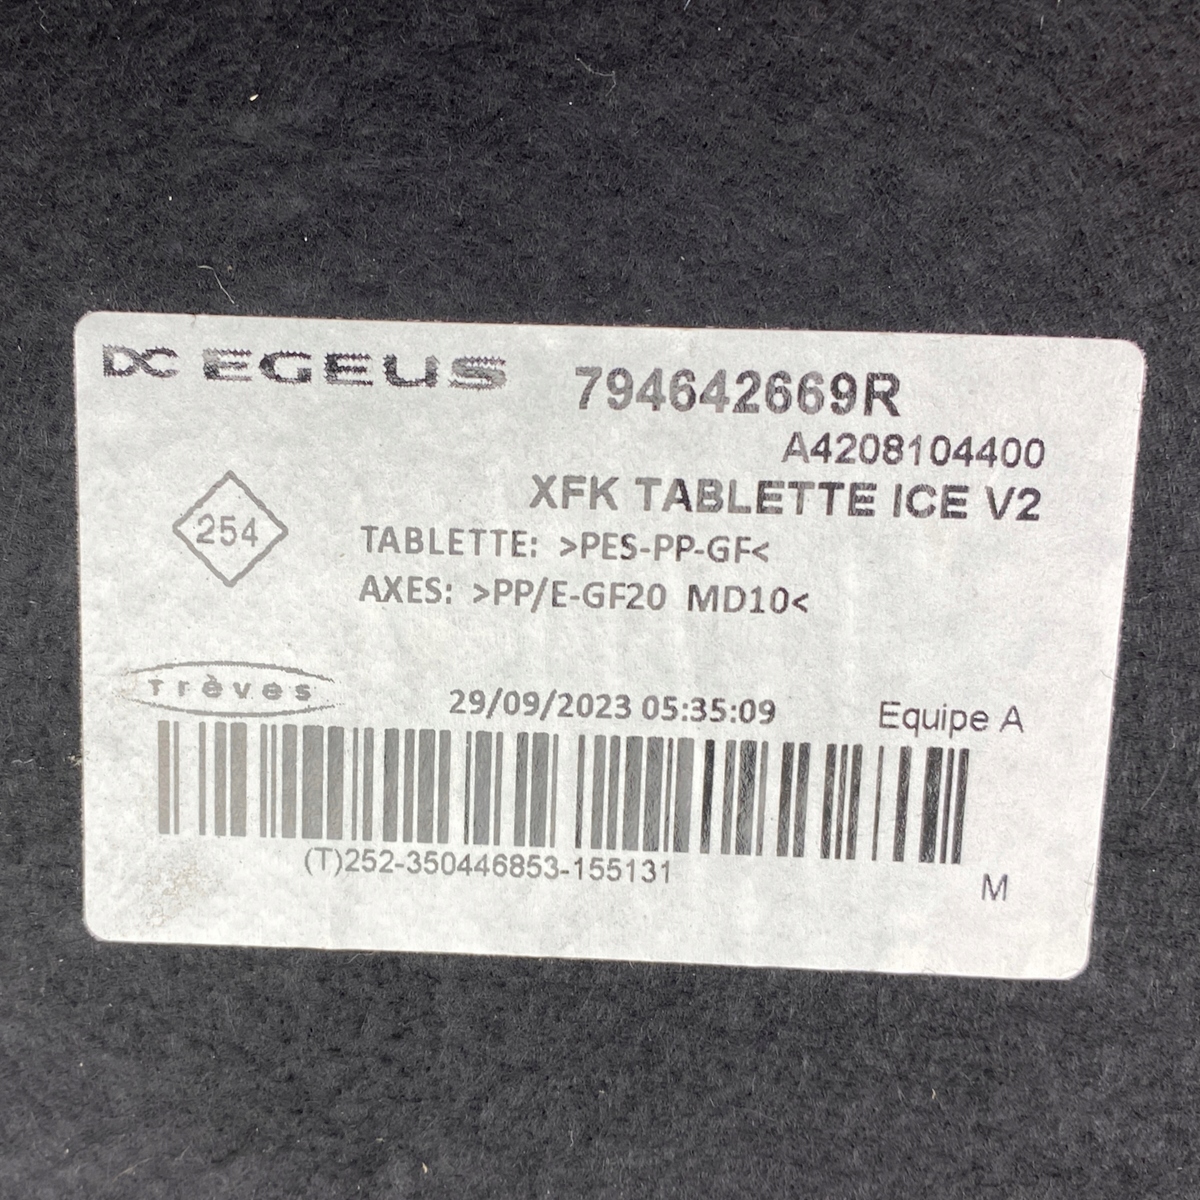 DC EGEUS 794642669R
A4208104400
XFK TABLETTE ICE V2
254
TABLETTE: >PES-PP-GF<
AXES: >PP/E-GF20 MD10<
Trèves
29/09/2023 05:35:09 Equipe A
(T)252-350446853-155131
M